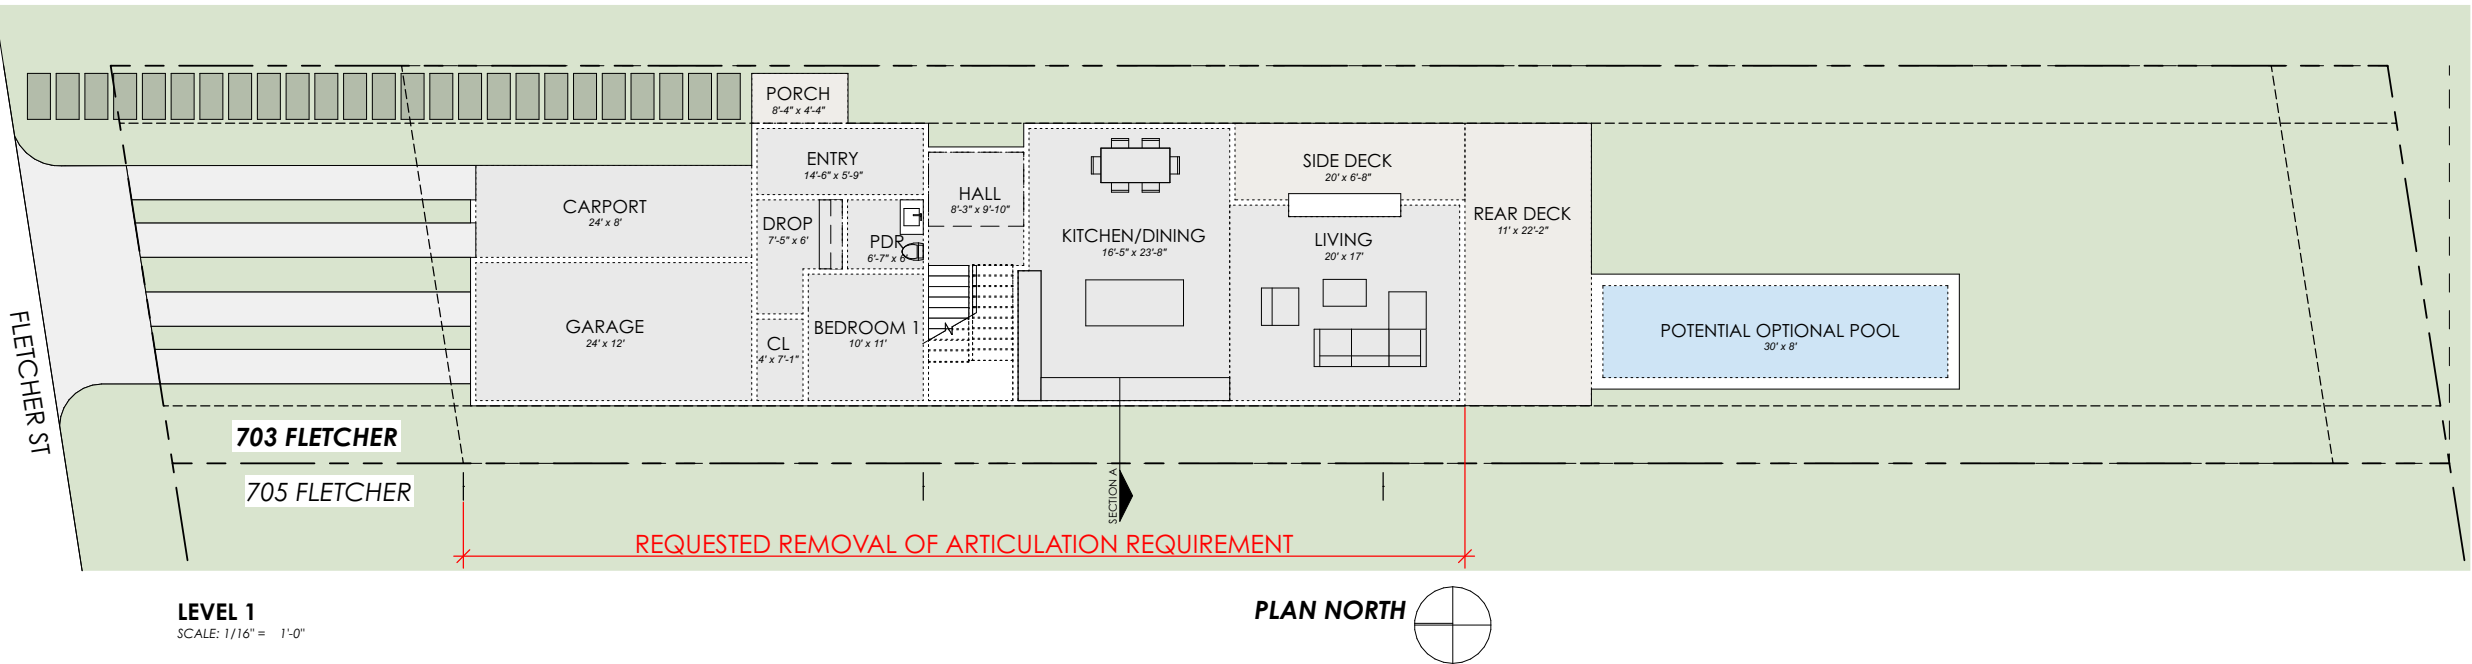 PORCH
8'-4" x 4'-4"
ENTRY
14'-6" x 5'-9"
SIDE DECK
20' x 6'-8"
HALL
8'-3" x 9'-10"
CARPORT
24' x 8'
DROP
7'-5" x 6'
PDR
6'-7" x 6'
KITCHEN/DINING
16'-5" x 23'-8"
LIVING
20' x 17'
REAR DECK
11' x 22'-2"
GARAGE
24' x 12'
CL
4' x 7'-1"
BEDROOM 1
10' x 11'
POTENTIAL OPTIONAL POOL
30' x 8'
FLETCHER ST
703 FLETCHER
705 FLETCHER
SECTION A
REQUESTED REMOVAL OF ARTICULATION REQUIREMENT
LEVEL 1
SCALE: 1/16" = 1'-0"
PLAN NORTH